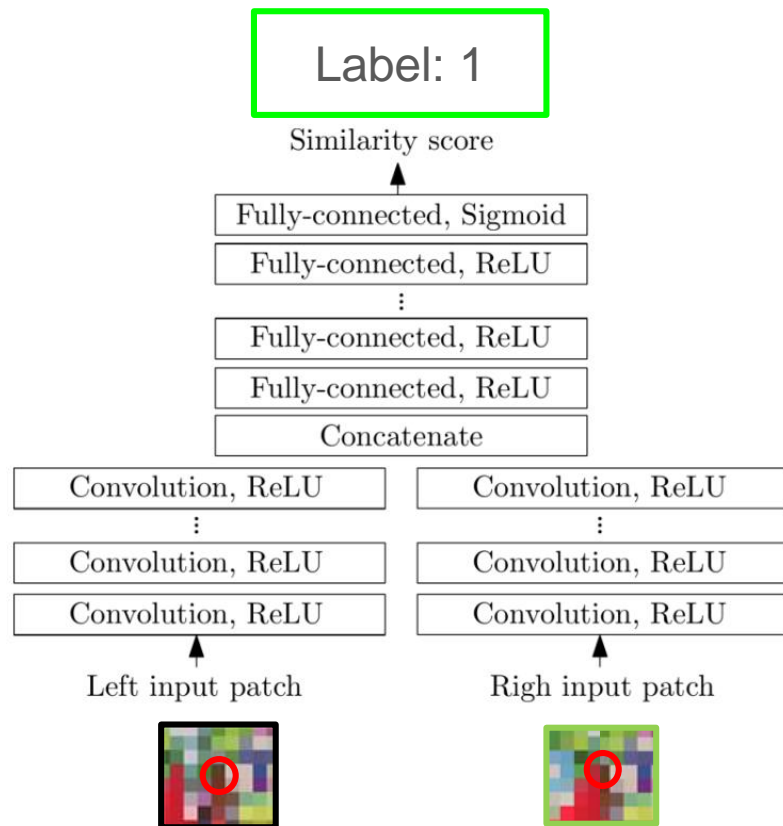 Label: 1
Similarity score
Fully-connected, Sigmoid
Fully-connected, ReLU
⋮
Fully-connected, ReLU
Fully-connected, ReLU
Concatenate
Convolution, ReLU Convolution, ReLU
⋮ ⋮
Convolution, ReLU Convolution, ReLU
Convolution, ReLU Convolution, ReLU
Left input patch Righ input patch